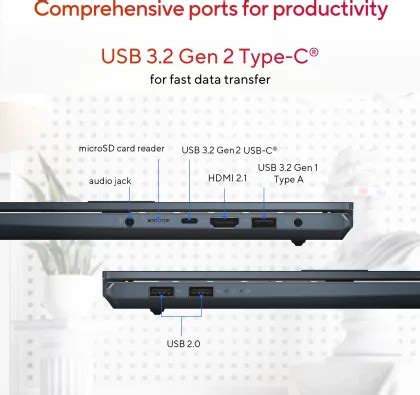 Comprehensive ports for productivity
USB 3.2 Gen 2 Type-C®
for fast data transfer
microSD card reader
USB 3.2 Gen2 USB-C®
USB 3.2 Gen 1
Type A
audio jack
HDMI 2.1
USB 2.0